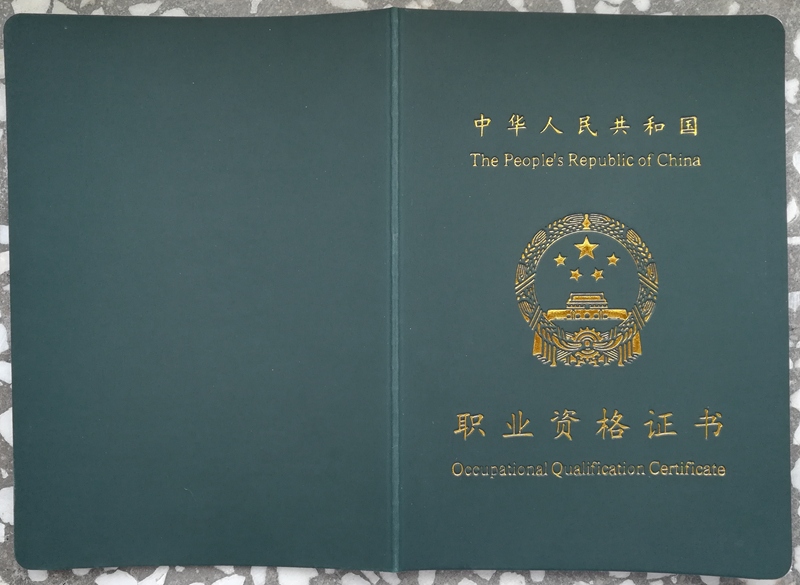 中华人民共和国
The People's Republic of China
职业资格证书
Occupational Qualification Certificate